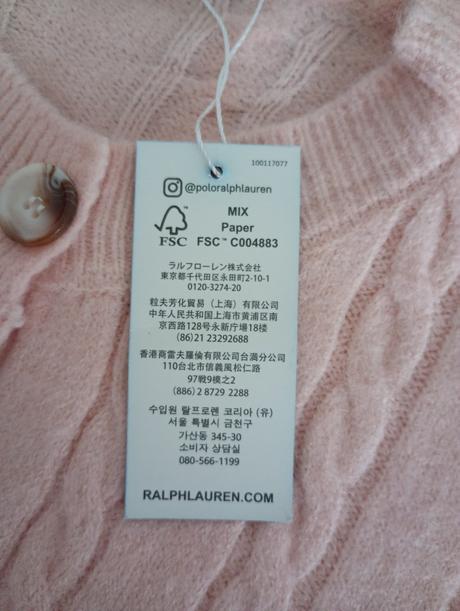 100117077
@poloralphlauren
FSC
MIX
Paper
FSC™ C004883
ラルフローレン株式会社
東京都千代田区永田町2-10-1
0120-3274-20
粒夫芳化貿易（上海）有限公司
中年人民共和国上海市黄浦区南
京西路128号永新庁場18楼
(86)21 23292688
香港商雷夫羅倫有限公司台満分公司
110台北市信義風松仁路
97戦9模之2
(886) 2 8729 2288
수입원 랄프로렌 코리아 (유)
서울 특별시 금천구
가산동 345-30
소비자 상담실
080-566-1199
RALPHLAUREN.COM